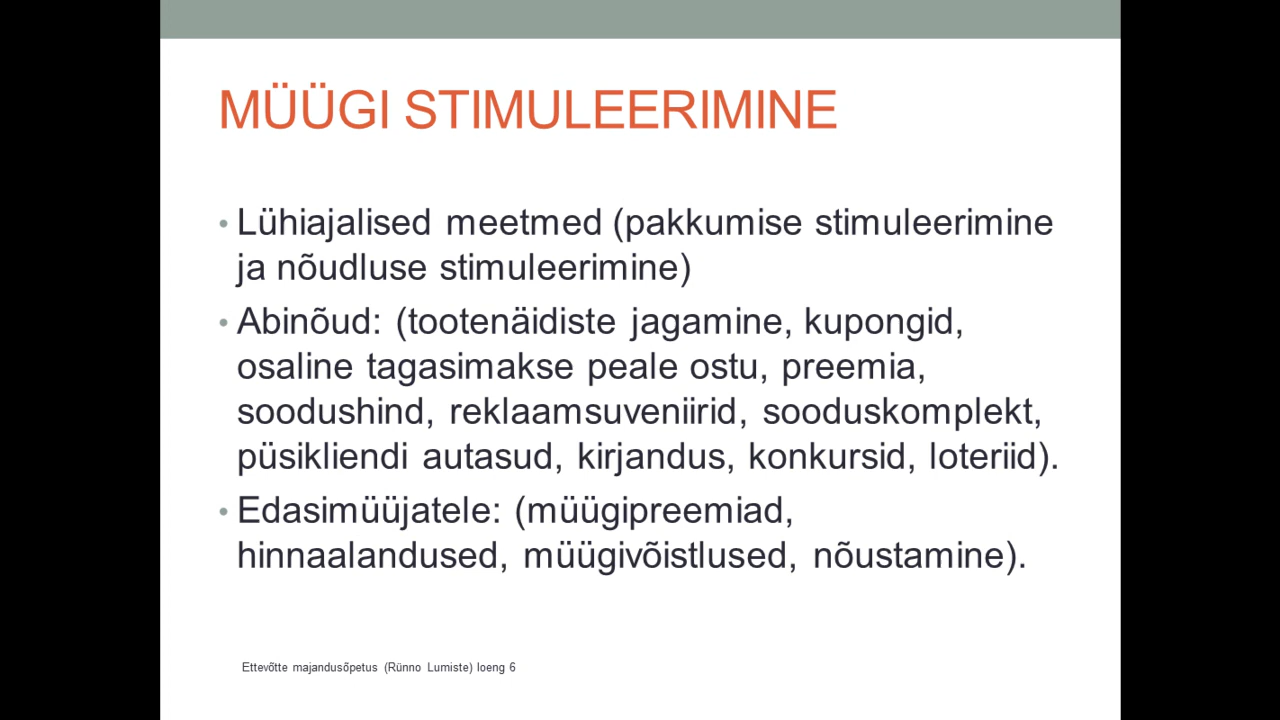 MÜÜGI STIMULEERIMINE
• Lühiajalised meetmed (pakkumise stimuleerimine
ja nõudluse stimuleerimine)
• Abinõud: (tootenäidiste jagamine, kupongid,
osaline tagasimakse peale ostu, preemia,
soodushind, reklaamsuveniirid, sooduskomplekt,
püsikliendi autasud, kirjandus, konkursid, loteriid).
• Edasimüüjatele: (müügipreemiad,
hinnaalandused, müügivõistlused, nõustamine).
Ettevõtte majandusõpetus (Rünno Lumiste) loeng 6